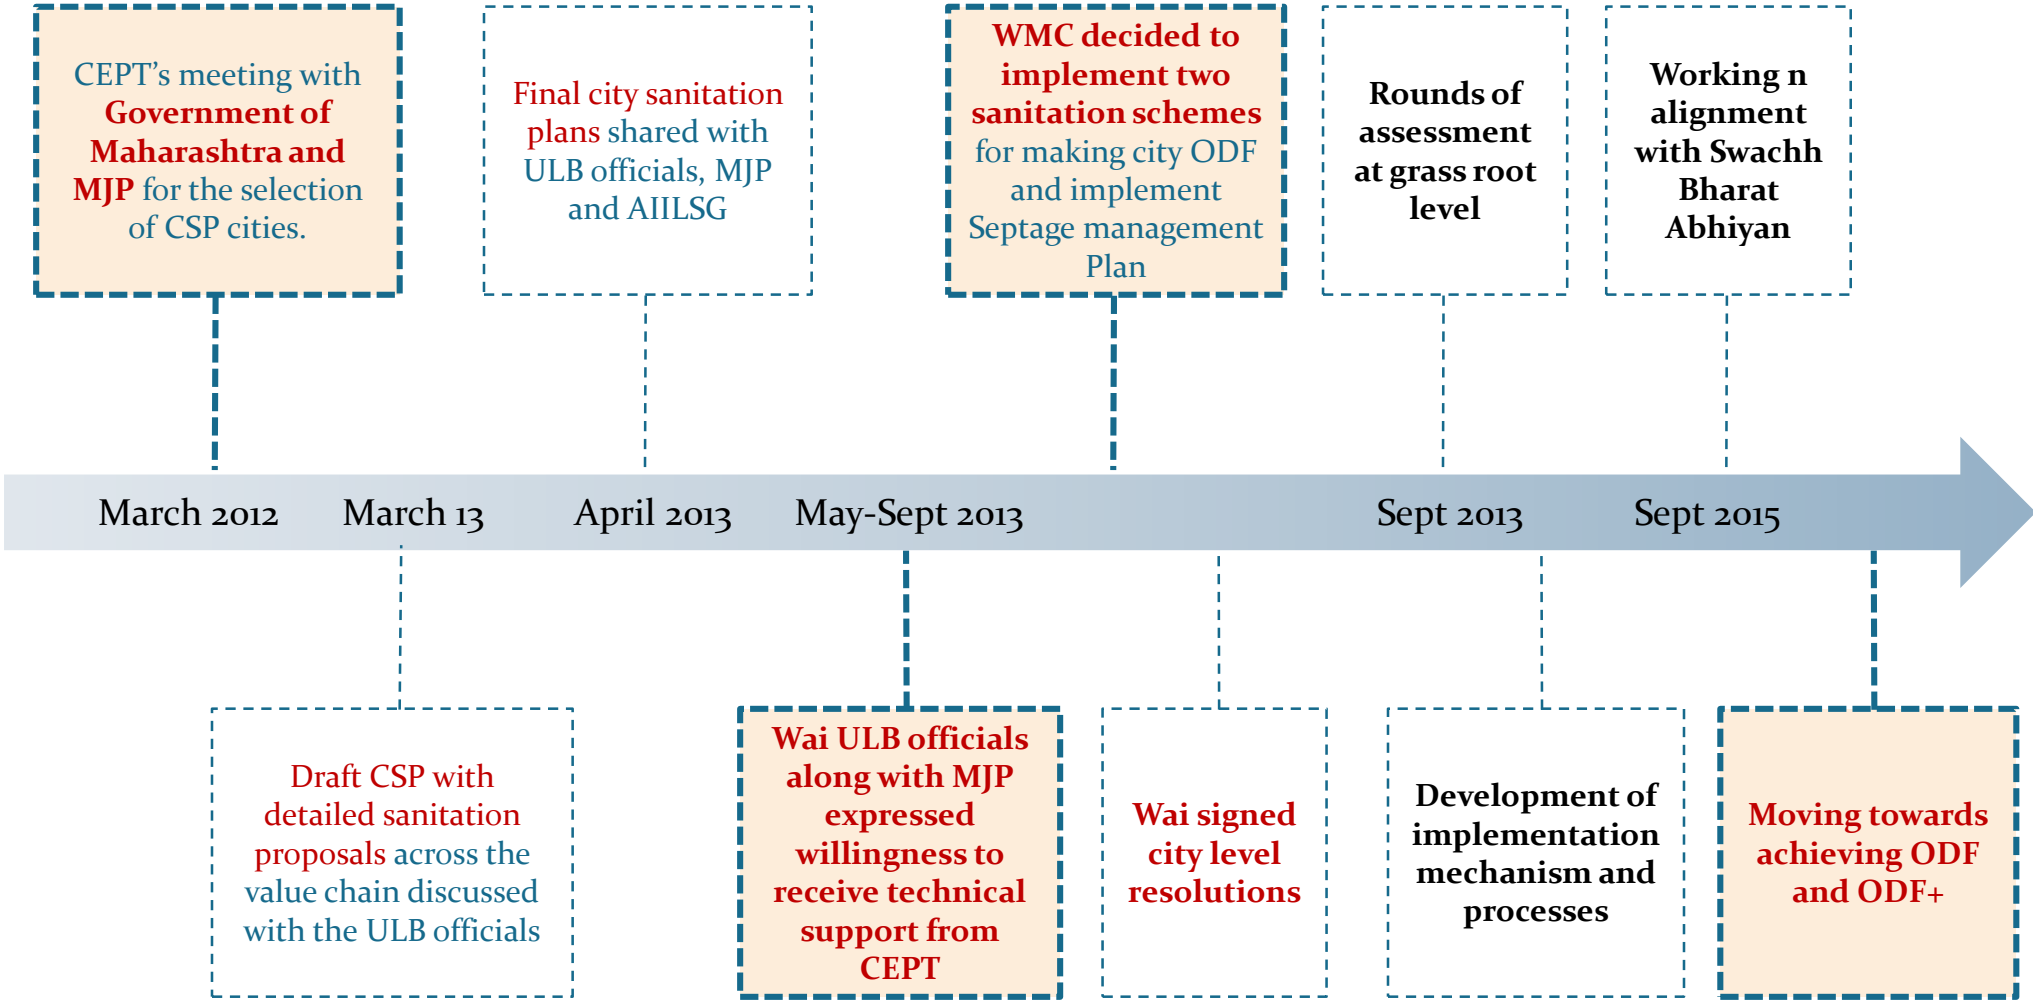 CEPT’s meeting with
Government of
Maharashtra and
MJP for the selection
of CSP cities.
Final city sanitation
plans shared with
ULB officials, MJP
and AIILSG
WMC decided to
implement two
sanitation schemes
for making city ODF
and implement
Septage management
Plan
Rounds of
assessment
at grass root
level
Working n
alignment
with Swachh
Bharat
Abhiyan
March 2012
March 13
April 2013
May-Sept 2013
Sept 2013
Sept 2015
Draft CSP with
detailed sanitation
proposals across the
value chain discussed
with the ULB officials
Wai ULB officials
along with MJP
expressed
willingness to
receive technical
support from
CEPT
Wai signed
city level
resolutions
Development of
implementation
mechanism and
processes
Moving towards
achieving ODF
and ODF+